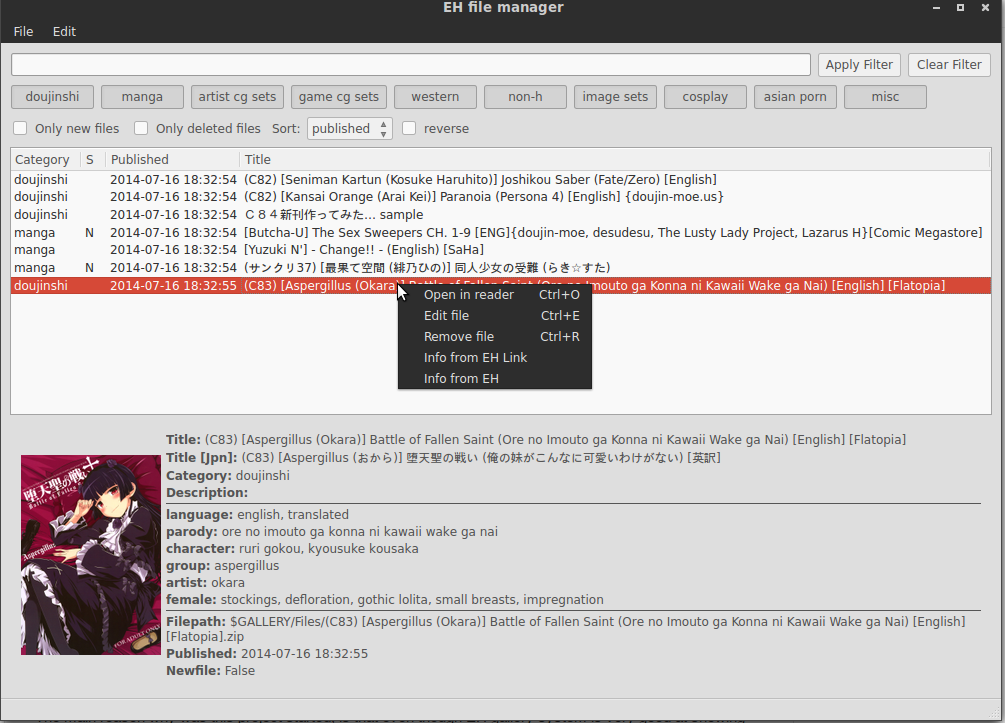 EH file manager
File Edit
Apply Filter Clear Filter
doujinshi manga artist cg sets game cg sets western non-h image sets cosplay asian porn misc
Only new files Only deleted files Sort: published reverse
Category S Published Title
doujinshi 2014-07-16 18:32:54 (C82) [Seniman Kartun (Kosuke Haruhito)] Joshikou Saber (Fate/Zero) [English]
doujinshi 2014-07-16 18:32:54 (C82) [Kansai Orange (Arai Kei)] Paranoia (Persona 4) [English] {doujin-moe.us}
doujinshi 2014-07-16 18:32:54 Ｃ８４新刊作ってみた… sample
manga N 2014-07-16 18:32:54 [Butcha-U] The Sex Sweepers CH. 1-9 [ENG]{doujin-moe, desudesu, The Lusty Lady Project, Lazarus H}[Comic Megastore]
manga 2014-07-16 18:32:54 [Yuzuki N'] - Change!! - (English) [SaHa]
manga N 2014-07-16 18:32:54 (サンクリ37) [最果て空間 (緋乃ひの)] 同人少女の受難 (らき☆すた)
doujinshi 2014-07-16 18:32:55 (C83) [Aspergillus (Okara)] Battle of Fallen Saint (Ore no Imouto ga Konna ni Kawaii Wake ga Nai) [English] [Flatopia]
Open in reader Ctrl+O
Edit file Ctrl+E
Remove file Ctrl+R
Info from EH Link
Info from EH
Title: (C83) [Aspergillus (Okara)] Battle of Fallen Saint (Ore no Imouto ga Konna ni Kawaii Wake ga Nai) [English] [Flatopia]
Title [Jpn]: (C83) [Aspergillus (おから)] 堕天聖の戦い (俺の妹がこんなに可愛いわけがない) [英訳]
Category: doujinshi
Description:
language: english, translated
parody: ore no imouto ga konna ni kawaii wake ga nai
character: ruri gokou, kyousuke kousaka
group: aspergillus
artist: okara
female: stockings, defloration, gothic lolita, small breasts, impregnation
Filepath: $GALLERY/Files/(C83) [Aspergillus (Okara)] Battle of Fallen Saint (Ore no Imouto ga Konna ni Kawaii Wake ga Nai) [English]
[Flatopia].zip
Published: 2014-07-16 18:32:55
Newfile: False
堕天聖の戦い
Battle of Fallen
Aspergillus
FOR ADULT ONLY